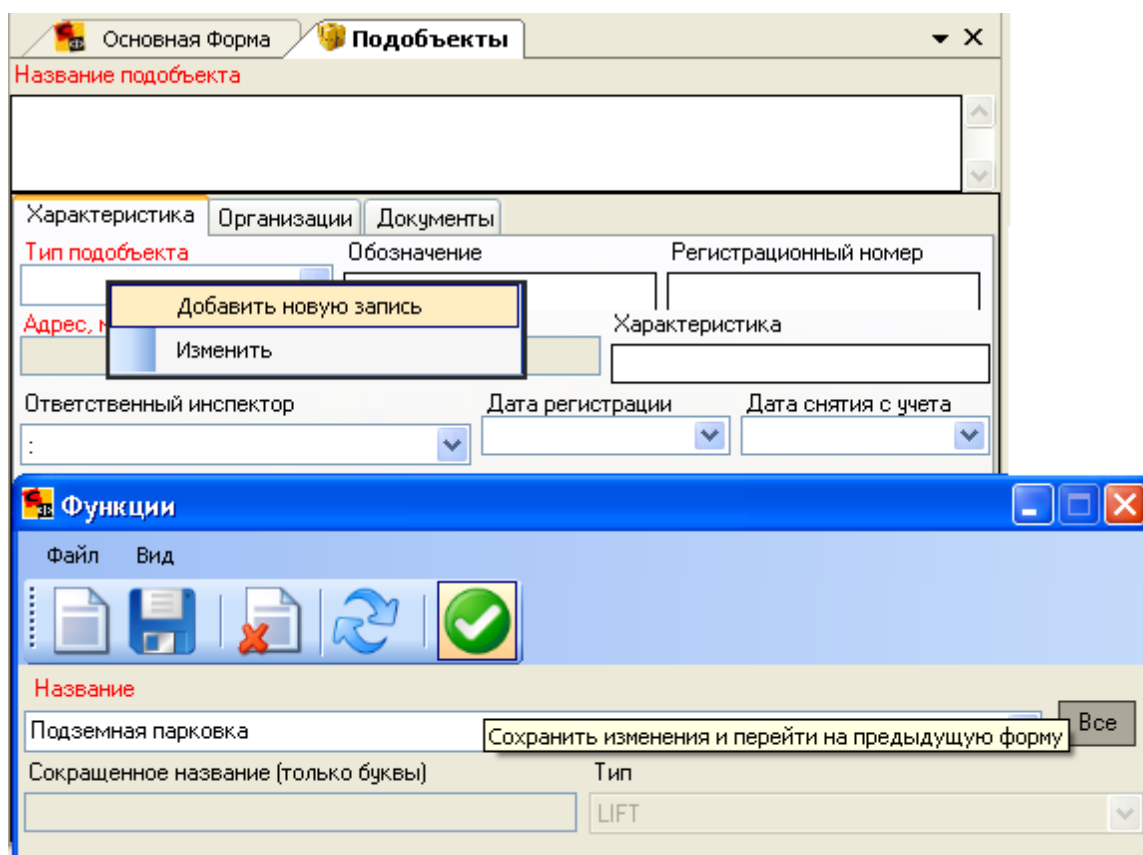 Основная Форма Подобъекты
Название подобъекта
Характеристика Организации Документы
Тип подобъекта Обозначение Регистрационный номер
Добавить новую запись
Адрес, Характеристика
Изменить
Ответственный инспектор Дата регистрации Дата снятия с учета
:
Функции
Файл Вид
Название
Подземная парковка Все
Сохранить изменения и перейти на предыдущую форму
Сокращенное название (только буквы) Тип
LIFT